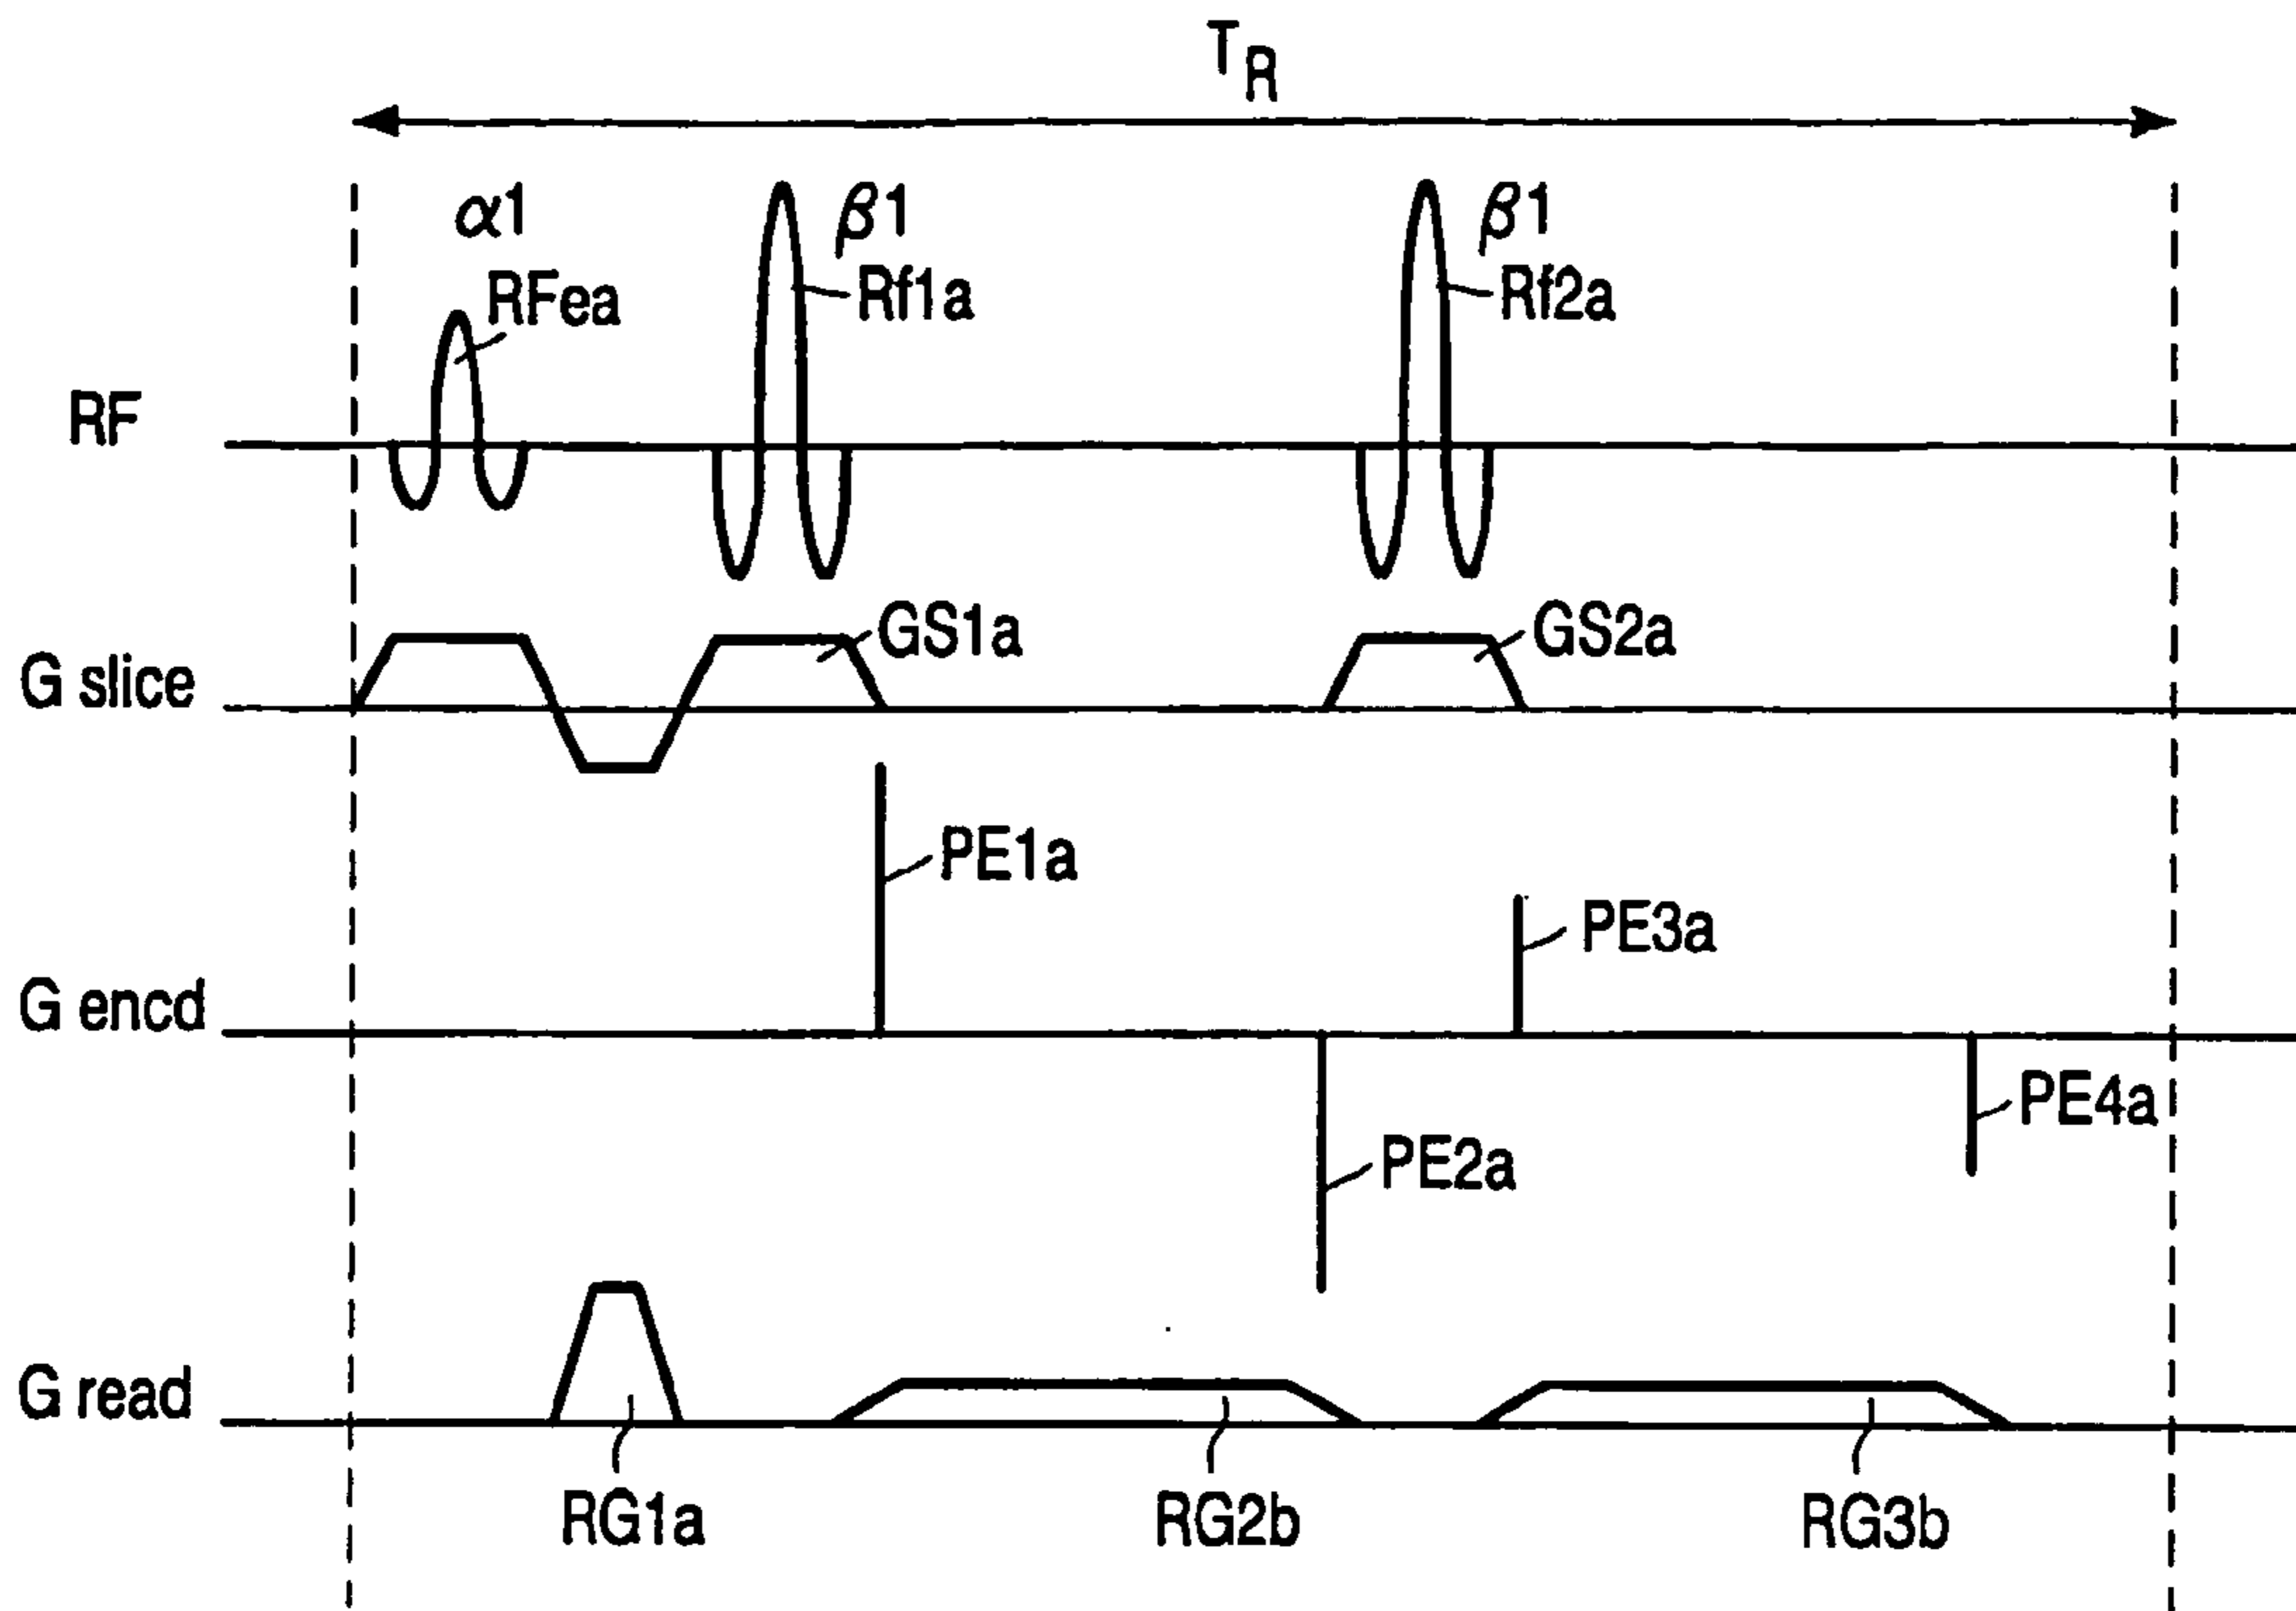 TR
α1
β1
β1
RFea
Rf1a
Rf2a
RF
GS1a
GS2a
G slice
PE1a
PE3a
G encd
PE4a
PE2a
G read
RG1a
RG2b
RG3b